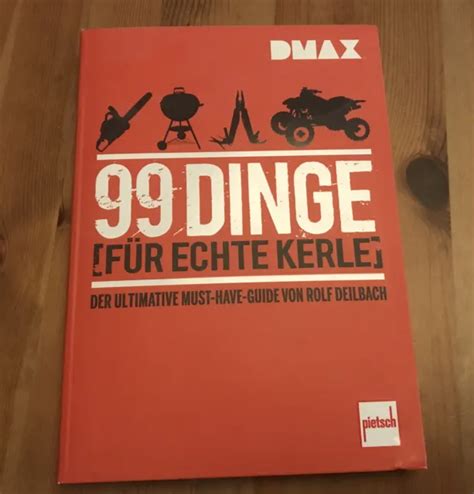 DMAX
99 DINGE
[FÜR ECHTE KERLE]
DER ULTIMATIVE MUST-HAVE-GUIDE VON ROLF DEILBACH
pietsch